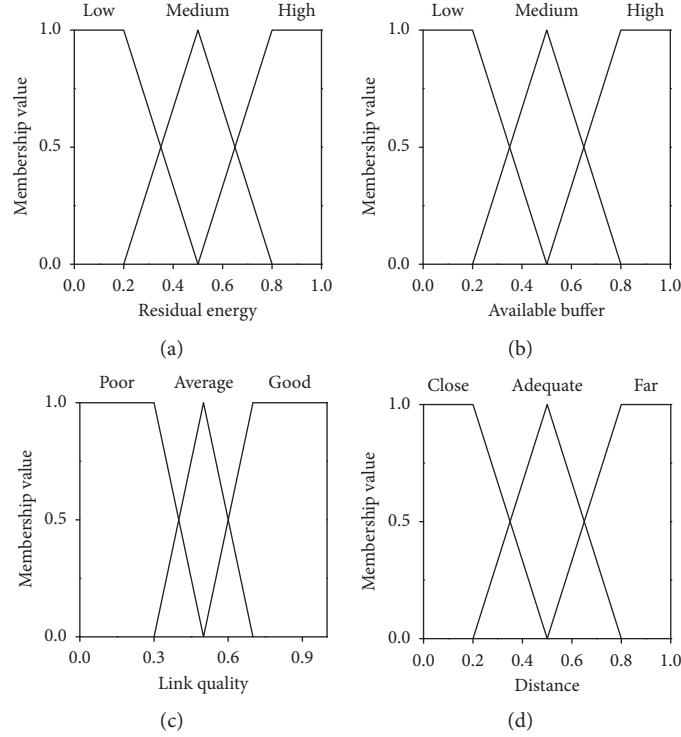 Low Medium High
1.0
0.5
0.0
Membership value
0.0 0.2 0.4 0.6 0.8 1.0
Residual energy
(a)
Low Medium High
1.0
0.5
0.0
Membership value
0.0 0.2 0.4 0.6 0.8 1.0
Available buffer
(b)
Poor Average Good
1.0
0.5
0.0
Membership value
0.0 0.3 0.6 0.9
Link quality
(c)
Close Adequate Far
1.0
0.5
0.0
Membership value
0.0 0.2 0.4 0.6 0.8 1.0
Distance
(d)